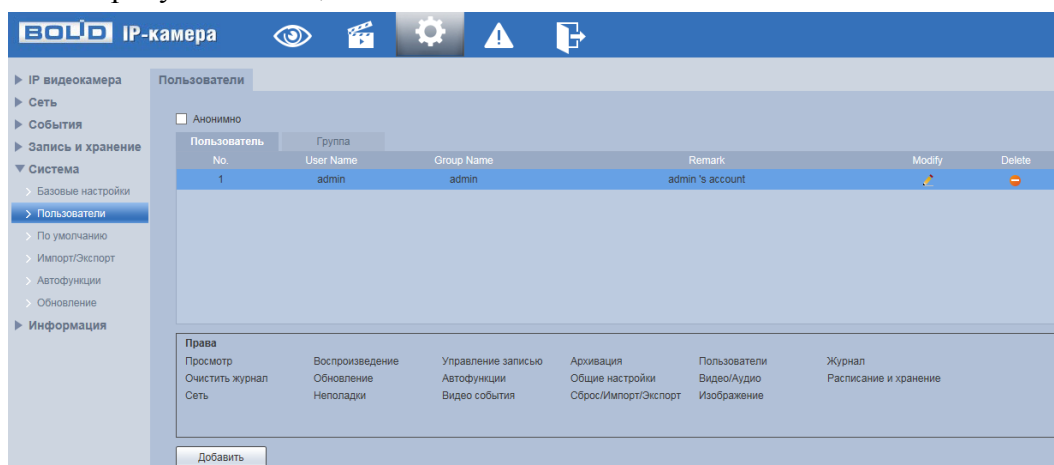 BOLID IP-камера
IP видеокамера
Сеть
События
Запись и хранение
Система
Базовые настройки
Пользователи
По умолчанию
Импорт/Экспорт
Автофункции
Обновление
Информация
Пользователи
Анонимно
Пользователь Группа
No. User Name Group Name Remark Modify Delete
1 admin admin admin 's account
Права
Просмотр Воспроизведение Управление записью Архивация Пользователи Журнал
Очистить журнал Обновление Автофункции Общие настройки Видео/Аудио Расписание и хранение
Сеть Неполадки Видео события Сброс/Импорт/Экспорт Изображение
Добавить